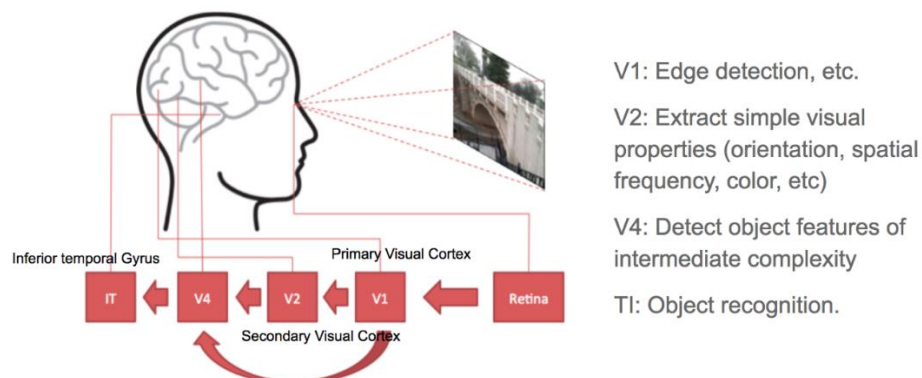 V1: Edge detection, etc.
V2: Extract simple visual
properties (orientation, spatial
frequency, color, etc)
V4: Detect object features of
intermediate complexity
TI: Object recognition.
Inferior temporal Gyrus
Primary Visual Cortex
IT
V4
V2
V1
Retina
Secondary Visual Cortex